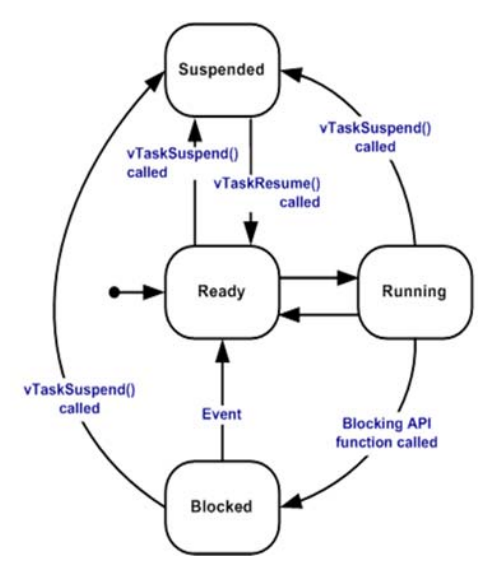 Suspended
vTaskSuspend()
called
vTaskSuspend()
called
vTaskResume()
called
Ready
Running
vTaskSuspend()
called
Event
Blocking API
function called
Blocked